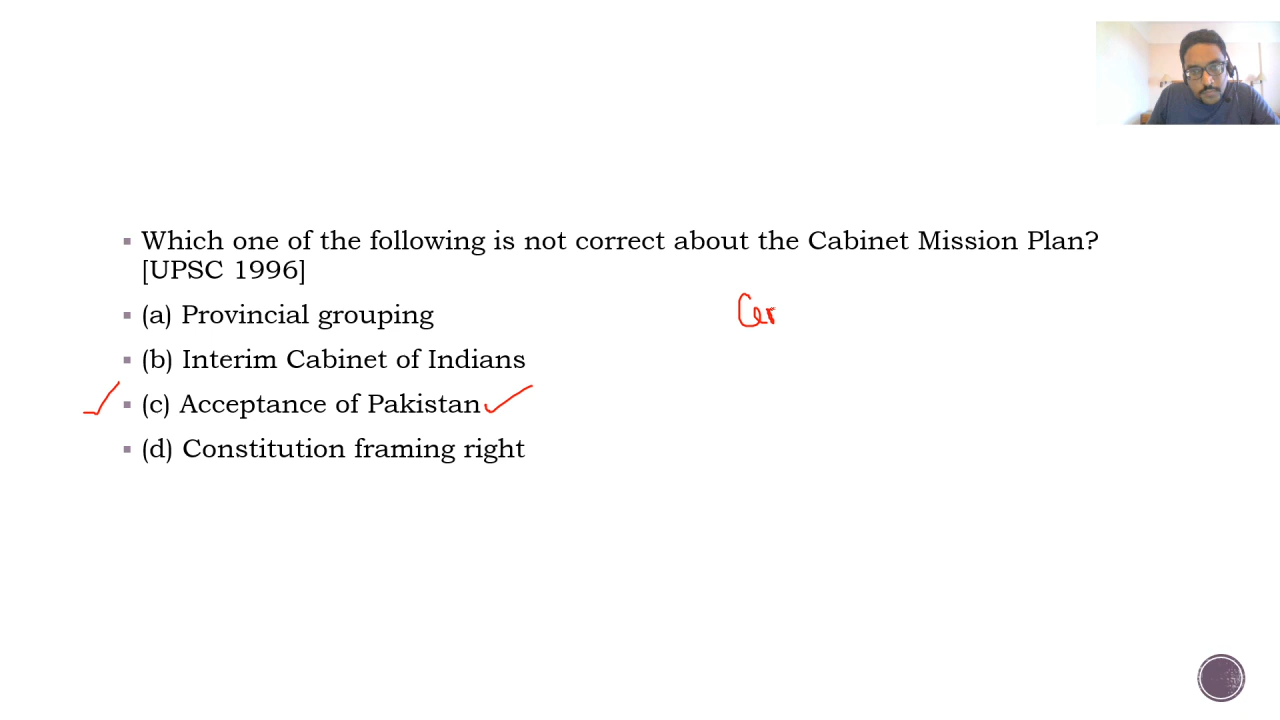 Which one of the following is not correct about the Cabinet Mission Plan?
[UPSC 1996]
(a) Provincial grouping
(b) Interim Cabinet of Indians
(c) Acceptance of Pakistan
(d) Constitution framing right